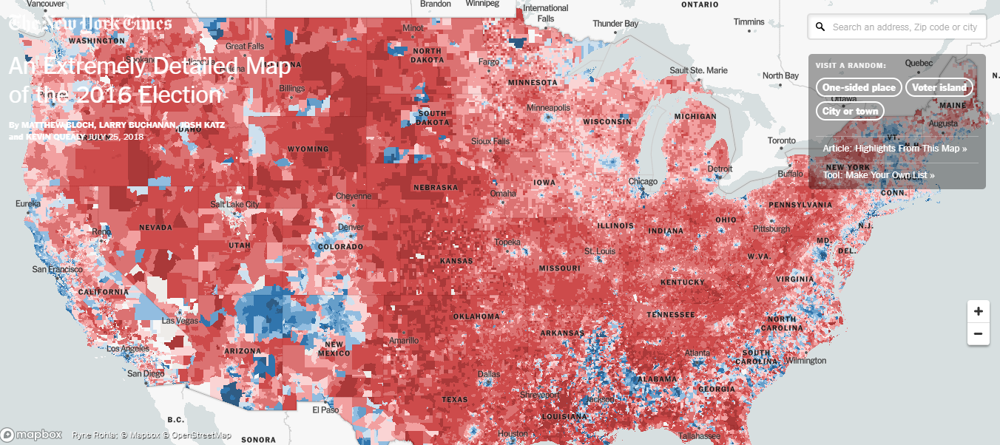 The New York Times
An Extremely Detailed Map
of the 2016 Election
By MATTHEW BLOCH, LARRY BUCHANAN, JOSH KATZ
and KEVIN QUEALY JULY 25, 2018
Search an address, Zip code or city
VISIT A RANDOM:
One-sided place
Voter island
City or town
Article: Highlights From This Map »
Tool: Make Your Own List »
+
−
Vancouver
Brandon
Winnipeg
ONTARIO
International
Falls
Thunder Bay
Timmins
WASHINGTON
Spokane
Great Falls
Minot
NORTH
DAKOTA
Fargo
MINNESOTA
Sault Ste. Marie
North Bay
Quebec
Ottawa
MAINE
Augusta
Missoula
Helena
MONTANA
Billings
Minneapolis
WISCONSIN
MICHIGAN
SOUTH
DAKOTA
Sioux Falls
IDAHO
WYOMING
Toronto
VT.
N.H.
NEW YORK
Buffalo
Detroit
Chicago
IOWA
Omaha
NEBRASKA
CONN.
Eureka
Salt Lake City
Cheyenne
PENNSYLVANIA
Pittsburgh
OHIO
INDIANA
ILLINOIS
N.J.
NEVADA
Reno
UTAH
Denver
COLORADO
Topeka
KANSAS
St. Louis
MISSOURI
MD.
DEL.
W.VA.
VIRGINIA
KENTUCKY
San Francisco
CALIFORNIA
Las Vegas
OKLAHOMA
TENNESSEE
NORTH
CAROLINA
Los Angeles
ARIZONA
NEW
MEXICO
Amarillo
ARKANSAS
Atlanta
SOUTH
CAROLINA
Wilmington
San Diego
Dallas
ALABAMA
GEORGIA
El Paso
TEXAS
Shreveport
Jackson
LOUISIANA
B.C.
SONORA
Houston
Tallahassee
mapbox
Ryne Rohla; © Mapbox © OpenStreetMap